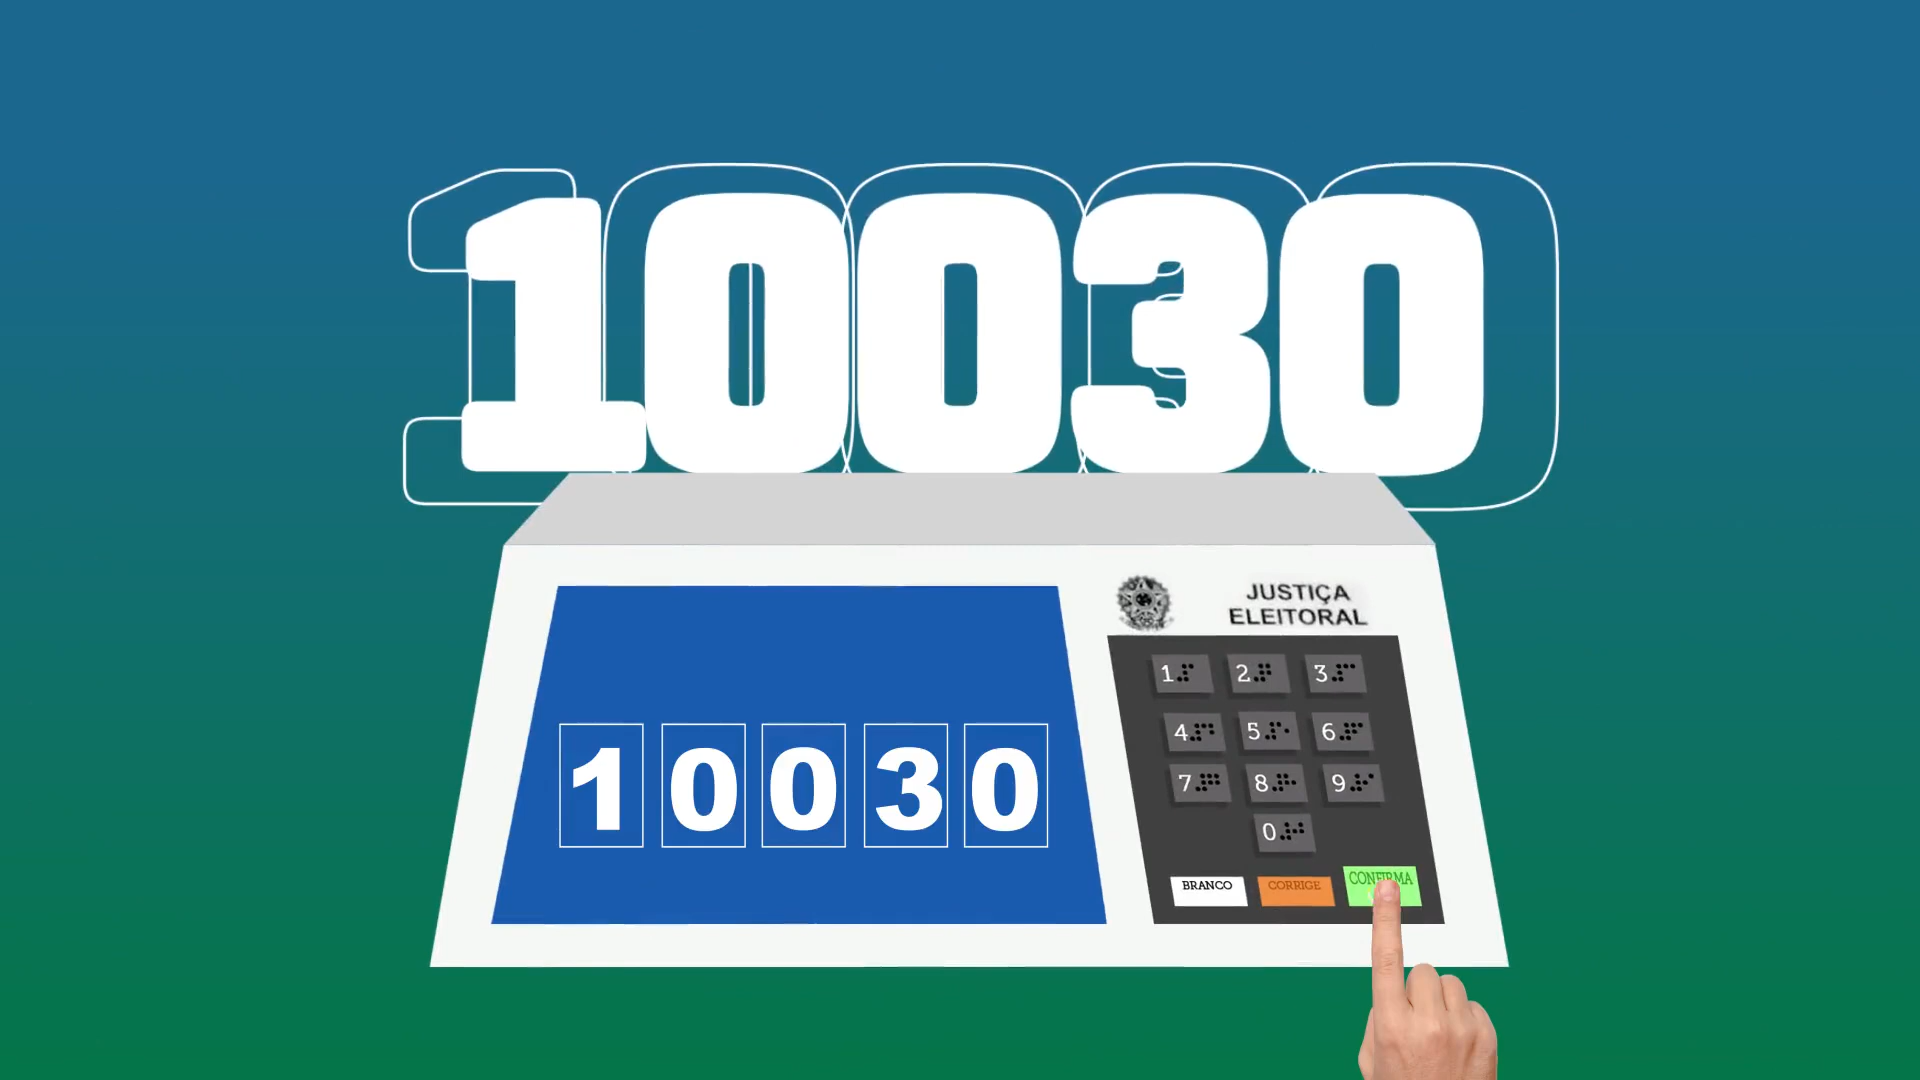 10030
JUSTIÇA
ELEITORAL
10030
1 2 3
4 5 6
7 8 9
0
BRANCO CORRIGE CONFIRMA